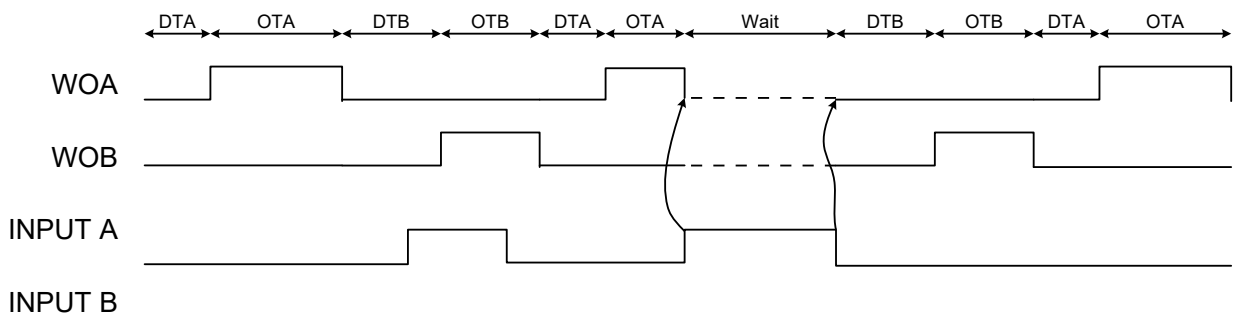 DTA OTA DTB OTB DTA OTA Wait DTB OTB DTA OTA
WOA
WOB
INPUT A
INPUT B